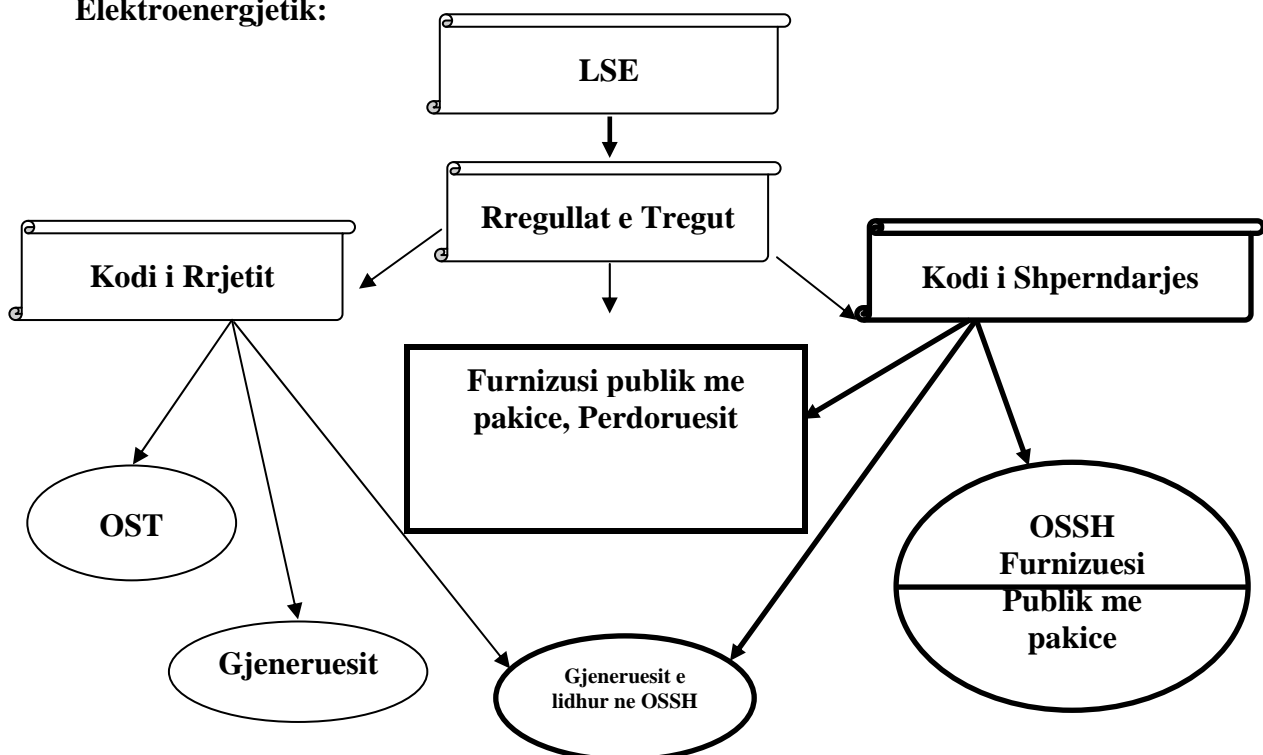 Elektroenergjetik:
LSE
Rregullat e Tregut
Kodi i Rrjetit
Kodi i Shperndarjes
Furnizusi publik me
pakice, Perdoruesit
OST
OSSH
Furnizuesi
Publik me
pakice
Gjeneruesit
Gjeneruesit e
lidhur ne OSSH